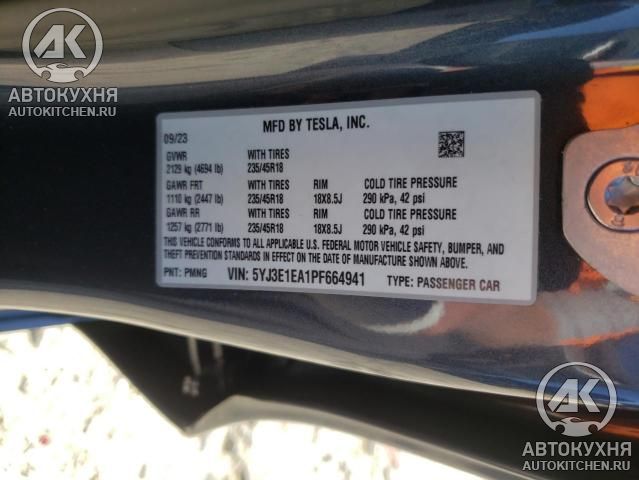 АК
АВТОКУХНЯ
AUTOKITCHEN.RU
MFD BY TESLA, INC.
09/23
GVWR WITH TIRES
2129 kg (4694 lb) 235/45R18
GAWR FRT WITH TIRES RIM COLD TIRE PRESSURE
1110 kg (2447 lb) 235/45R18 18X8.5J 290 kPa, 42 psi
GAWR RR WITH TIRES RIM COLD TIRE PRESSURE
1257 kg (2771 lb) 235/45R18 18X8.5J 290 kPa, 42 psi
THIS VEHICLE CONFORMS TO ALL APPLICABLE U.S. FEDERAL MOTOR VEHICLE SAFETY, BUMPER, AND
THEFT PREVENTION STANDARDS IN EFFECT ON THE DATE OF MANUFACTURE SHOWN ABOVE.
PNT: PMNG VIN: 5YJ3E1EA1PF664941 TYPE: PASSENGER CAR
АК
АВТОКУХНЯ
AUTOKITCHEN.RU